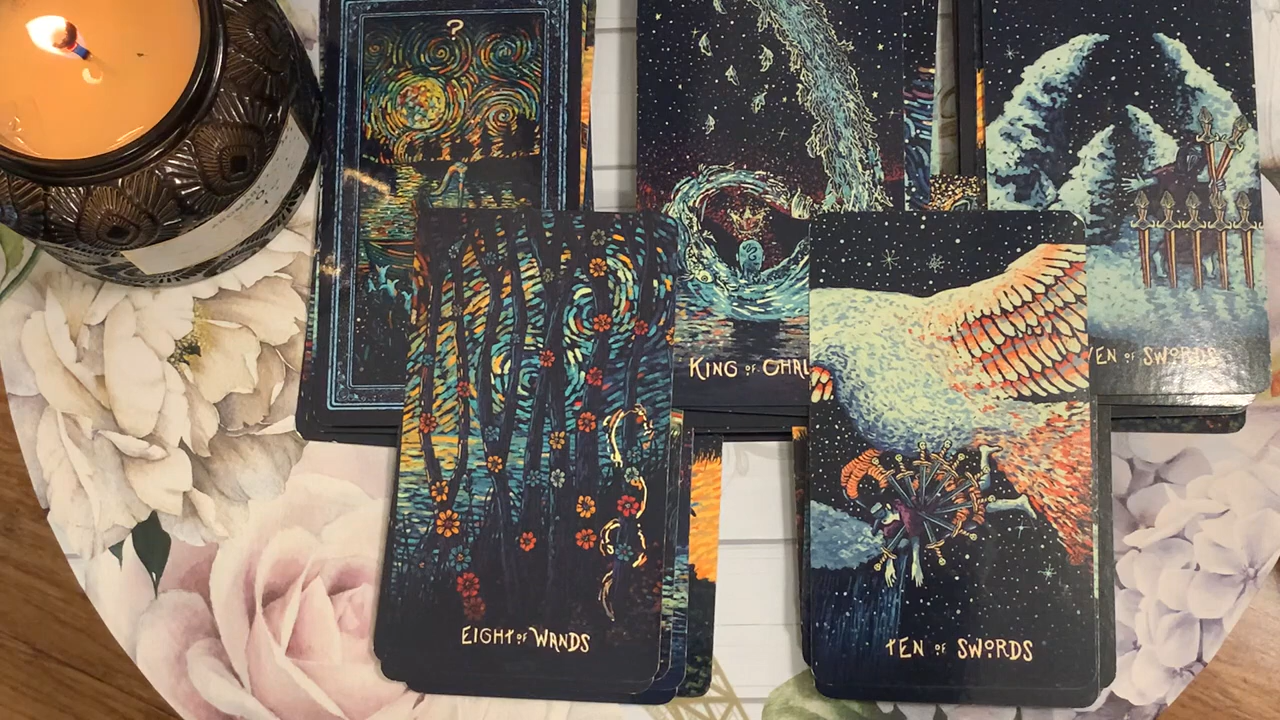 ?
KING OF CHAL
EN OF SWORDS
EIGHT OF WANDS
TEN OF SWORDS